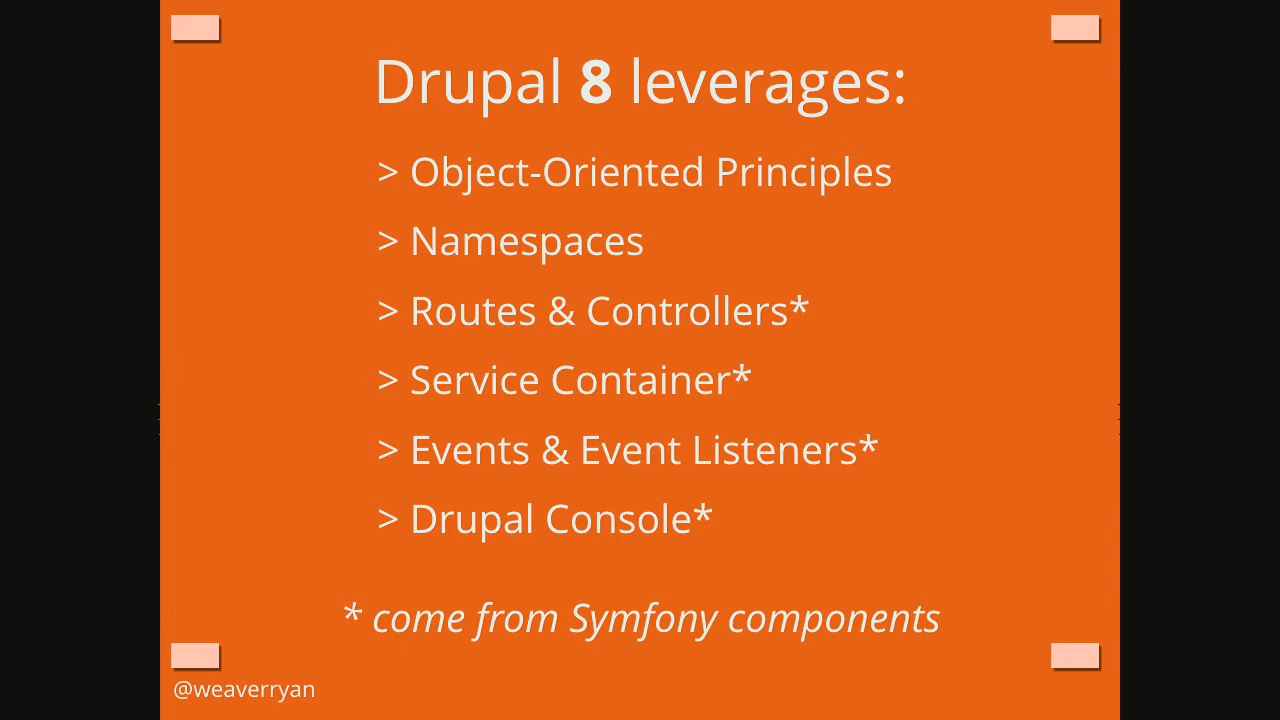 Drupal 8 leverages:
> Object-Oriented Principles
> Namespaces
> Routes & Controllers*
> Service Container*
> Events & Event Listeners*
> Drupal Console*
* come from Symfony components
@weaverryan